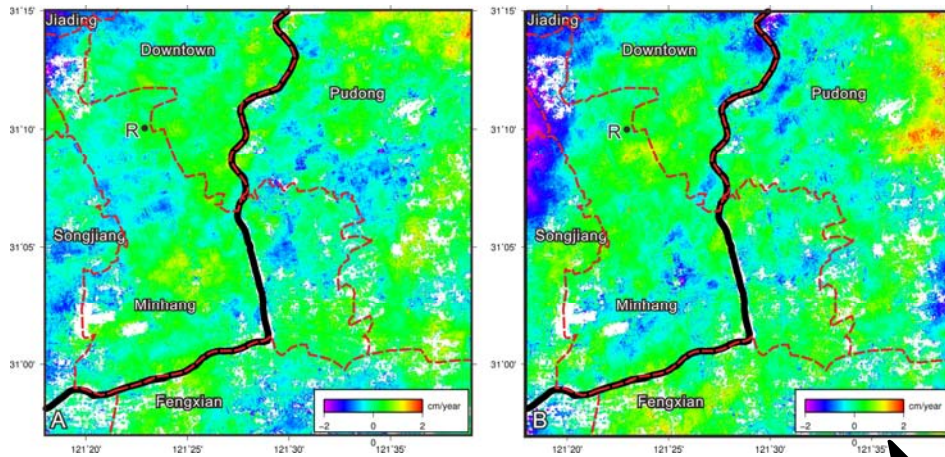 31˚15'
31˚10'
31˚05'
31˚00'
Jiading
Downtown
Pudong
R
Songjiang
Minhang
Fengxian
A
cm/year
−2 0 2
0
121˚20' 121˚25' 121˚30' 121˚35'
31˚15'
31˚10'
31˚05'
31˚00'
Jiading
Downtown
Pudong
R
Songjiang
Minhang
Fengxian
B
cm/year
−2 0 2
0
121˚20' 121˚25' 121˚30' 121˚35'